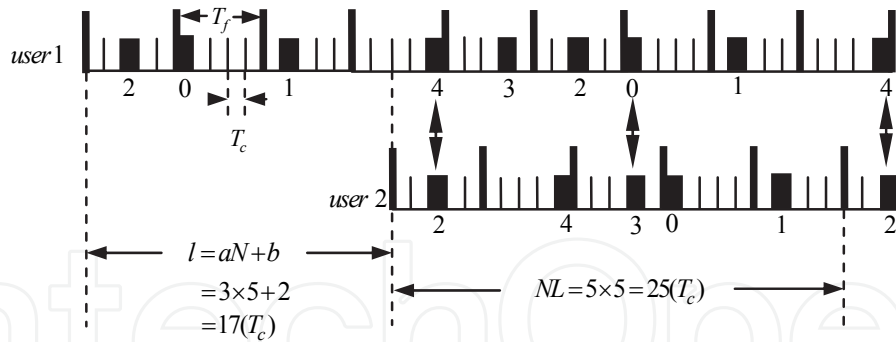 T_f
user 1
2 0 1 4 3 2 0 1 4
T_c
user 2
2 4 3 0 1 2
l = aN + b
= 3 × 5 + 2
= 17(T_c)
NL = 5 × 5 = 25(T_c)
ntechOpe